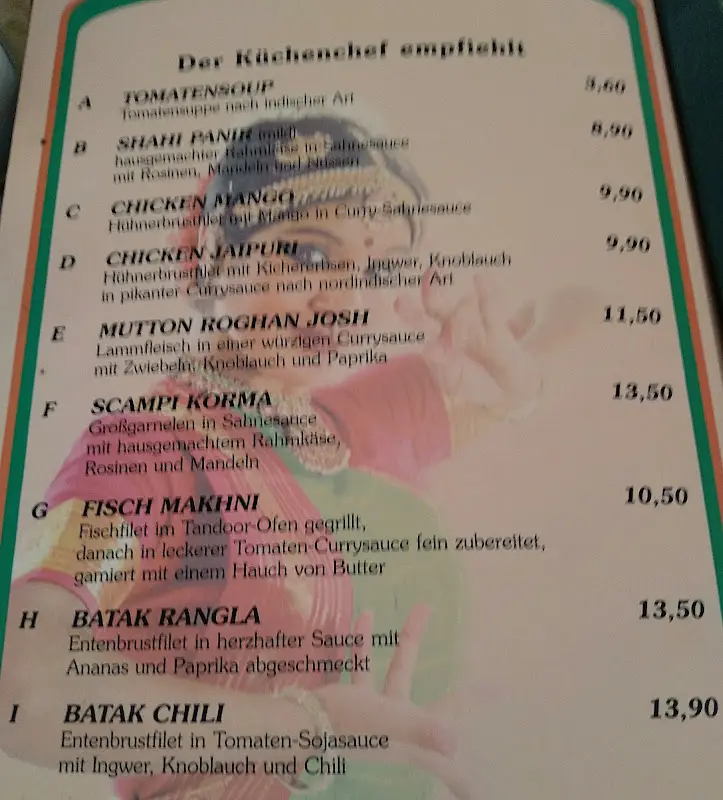 Der Küchenchef empfiehlt
A TOMATENSOUP 3,60
Tomatensuppe nach indischer Art
B SHAHI PANIR (mild) 8,90
hausgemachter Rahmkäse in Sahnesauce
mit Rosinen, Mandeln und Nüssen
C CHICKEN MANGO 9,90
Hühnerbrustfilet mit Mango in Curry-Sahnesauce
D CHICKEN JAIPURI 9,90
Hühnerbrustfilet mit Kichererbsen, Ingwer, Knoblauch
in pikanter Currysauce nach nordindischer Art
E MUTTON ROGHAN JOSH 11,50
Lammfleisch in einer würzigen Currysauce
mit Zwiebeln, Knoblauch und Paprika
F SCAMPI KORMA 13,50
Großgarnelen in Sahnesauce
mit hausgemachtem Rahmkäse,
Rosinen und Mandeln
G FISCH MAKHNI 10,50
Fischfilet im Tandoor-Ofen gegrillt,
danach in leckerer Tomaten-Currysauce fein zubereitet,
garniert mit einem Hauch von Butter
H BATAK RANGLA 13,50
Entenbrustfilet in herzhafter Sauce mit
Ananas und Paprika abgeschmeckt
I BATAK CHILI 13,90
Entenbrustfilet in Tomaten-Sojasauce
mit Ingwer, Knoblauch und Chili